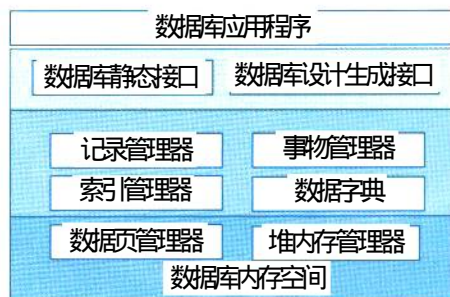 数据库应用程序
数据库静态接口 数据库设计生成接口
记录管理器 事物管理器
索引管理器 数据字典
数据页管理器 堆内存管理器
数据库内存空间